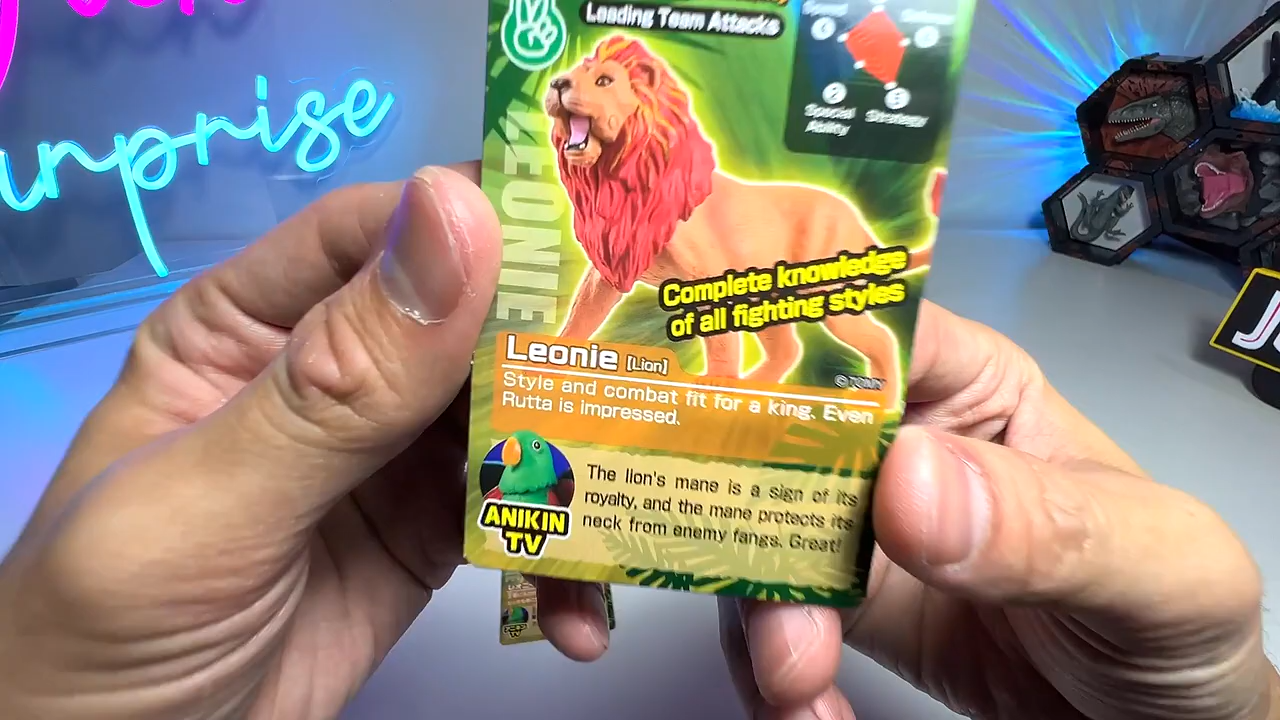 Leading Team Attacks
Special
Ability
Strategy
LEONIE
Complete knowledge
of all fighting styles
Leonie [Lion]
© TOMY
Style and combat fit for a king. Even
Rutta is impressed.
The lion's mane is a sign of its
royalty, and the mane protects its
neck from enemy fangs. Great!
ANIKIN
TV
urprise